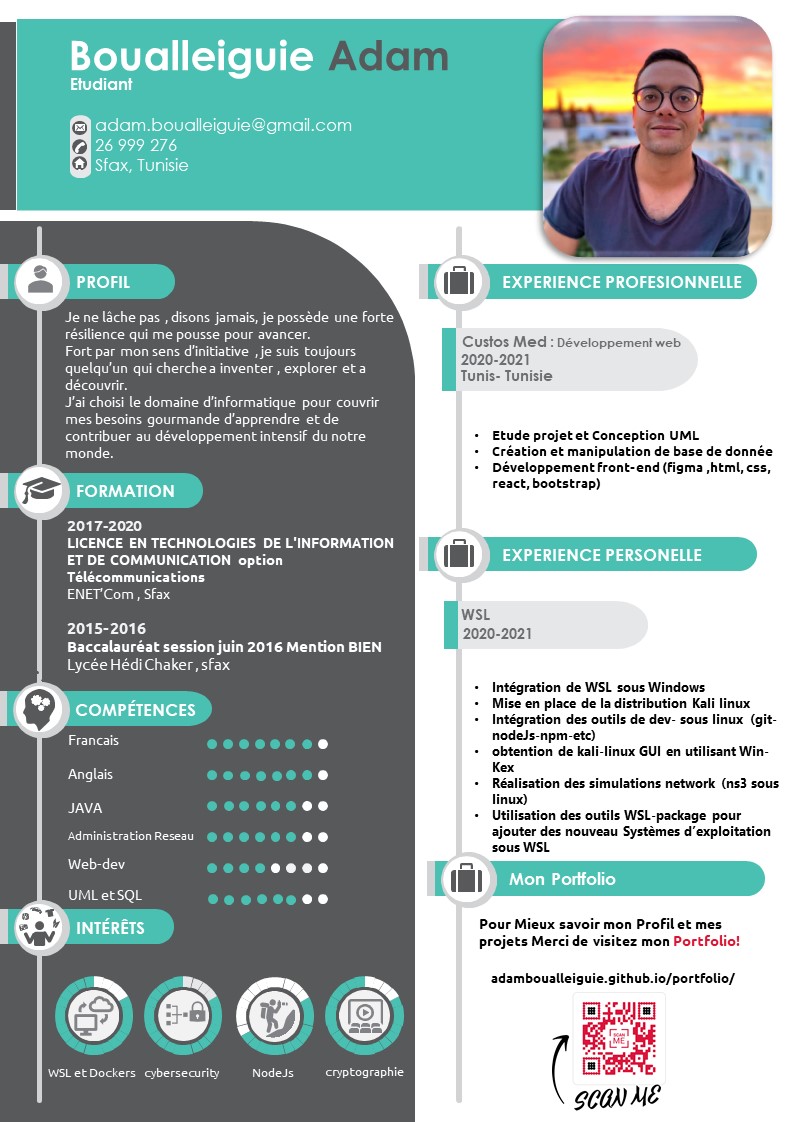 Boualleiguie Adam
Etudiant
adam.boualleiguie@gmail.com
26 999 276
Sfax, Tunisie
PROFIL
Je ne lâche pas , disons jamais, je possède une forte
résilience qui me pousse pour avancer.
Fort par mon sens d’initiative , je suis toujours
quelqu’un qui cherche a inventer , explorer et a
découvrir.
J’ai choisi le domaine d’informatique pour couvrir
mes besoins gourmande d’apprendre et de
contribuer au développement intensif du notre
monde.
FORMATION
2017-2020
LICENCE EN TECHNOLOGIES DE L'INFORMATION
ET DE COMMUNICATION option
Télécommunications
ENET’Com , Sfax
2015-2016
Baccalauréat session juin 2016 Mention BIEN
Lycée Hédi Chaker , sfax
COMPÉTENCES
Francais
Anglais
JAVA
Administration Reseau
Web-dev
UML et SQL
INTÉRÊTS
WSL et Dockers
cybersecurity
NodeJs
cryptographie
EXPERIENCE PROFESIONNELLE
Custos Med : Développement web
2020-2021
Tunis- Tunisie
• Etude projet et Conception UML
• Création et manipulation de base de donnée
• Développement front-end (figma ,html, css,
react, bootstrap)
EXPERIENCE PERSONELLE
WSL
2020-2021
• Intégration de WSL sous Windows
• Mise en place de la distribution Kali linux
• Intégration des outils de dev- sous linux (git-
nodeJs-npm-etc)
• obtention de kali-linux GUI en utilisant Win-
Kex
• Réalisation des simulations network (ns3 sous
linux)
• Utilisation des outils WSL-package pour
ajouter des nouveau Systèmes d’exploitation
sous WSL
Mon Portfolio
Pour Mieux savoir mon Profil et mes
projets Merci de visitez mon Portfolio!
adamboualleiguie.github.io/portfolio/
SCAN
ME
SCAN ME